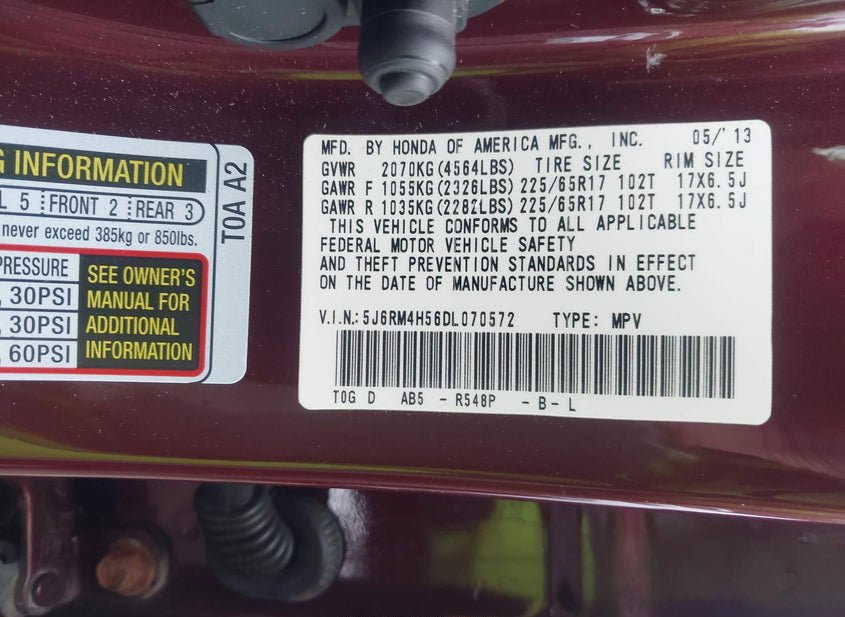 G INFORMATION
L 5 FRONT 2 REAR 3
never exceed 385kg or 850lbs.
PRESSURE
, 30PSI
, 30PSI
, 60PSI
SEE OWNER'S
MANUAL FOR
ADDITIONAL
INFORMATION
T0A A2
MFD. BY HONDA OF AMERICA MFG., INC. 05/'13
GVWR 2070KG(4564LBS) TIRE SIZE RIM SIZE
GAWR F 1055KG(2326LBS) 225/65R17 102T 17X6.5J
GAWR R 1035KG(2282LBS) 225/65R17 102T 17X6.5J
THIS VEHICLE CONFORMS TO ALL APPLICABLE
FEDERAL MOTOR VEHICLE SAFETY
AND THEFT PREVENTION STANDARDS IN EFFECT
ON THE DATE OF MANUFACTURE SHOWN ABOVE.
V.I.N.:5J6RM4H56DL070572 TYPE: MPV
T0G D AB5 - R548P - B- L